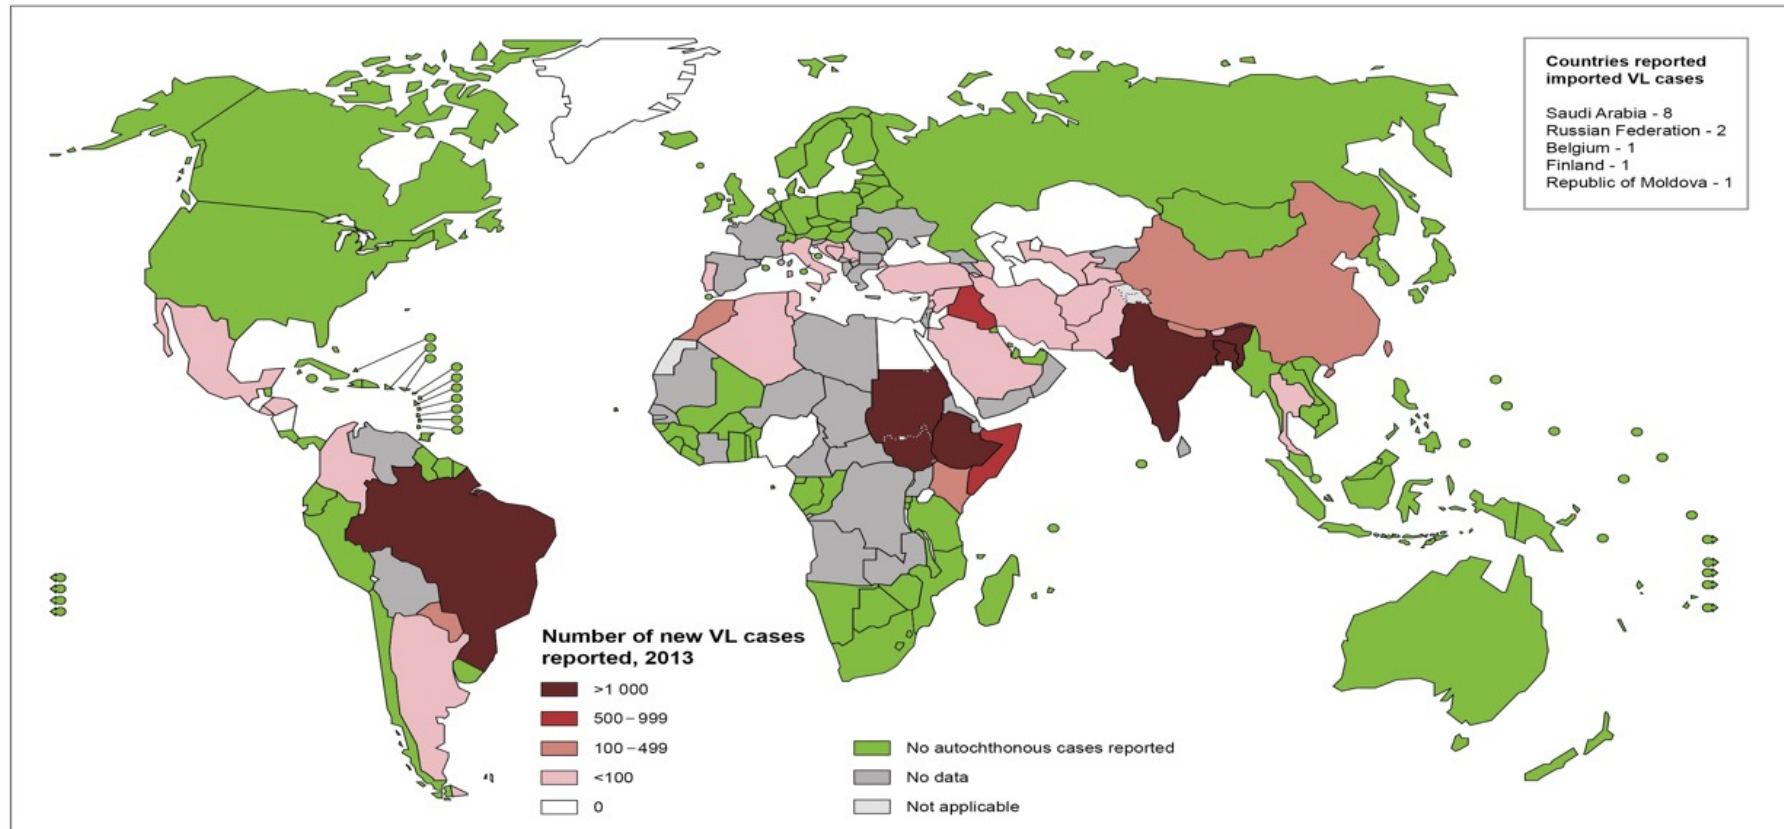 Countries reported
imported VL cases
Saudi Arabia - 8
Russian Federation - 2
Belgium - 1
Finland - 1
Republic of Moldova - 1
Number of new VL cases
reported, 2013
>1 000
500–999
100–499
<100
0
No autochthonous cases reported
No data
Not applicable